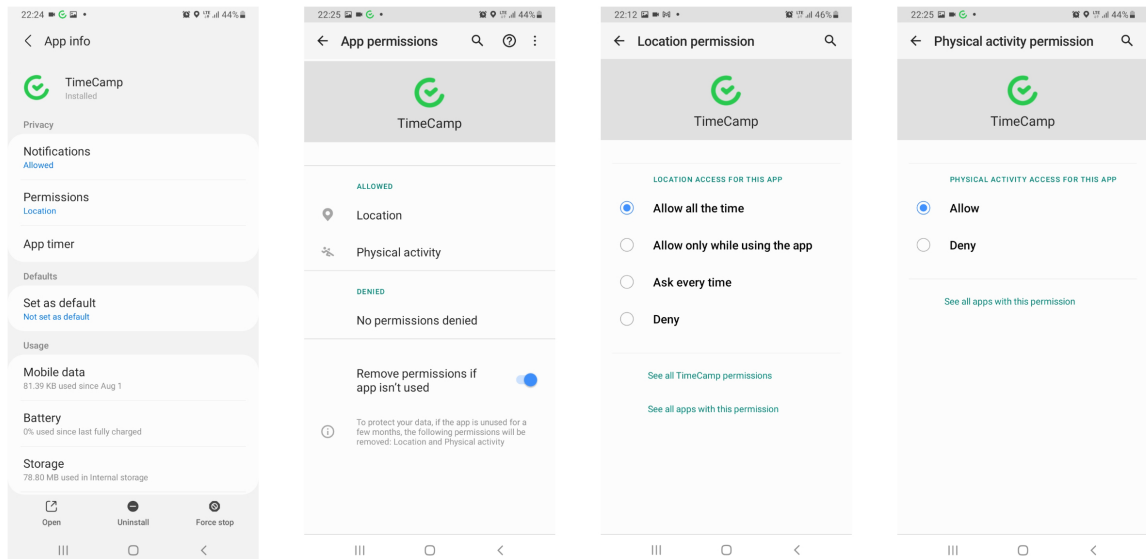 22:24
44%
App info
TimeCamp
Installed
Privacy
Notifications
Allowed
Permissions
Location
App timer
Defaults
Set as default
Not set as default
Usage
Mobile data
81.39 KB used since Aug 1
Battery
0% used since last fully charged
Storage
78.80 MB used in Internal storage
Open
Uninstall
Force stop
22:25
44%
App permissions
TimeCamp
ALLOWED
Location
Physical activity
DENIED
No permissions denied
Remove permissions if
app isn't used
To protect your data, if the app is unused for a
few months, the following permissions will be
removed: Location and Physical activity
22:12
46%
Location permission
TimeCamp
LOCATION ACCESS FOR THIS APP
Allow all the time
Allow only while using the app
Ask every time
Deny
See all TimeCamp permissions
See all apps with this permission
22:25
44%
Physical activity permission
TimeCamp
PHYSICAL ACTIVITY ACCESS FOR THIS APP
Allow
Deny
See all apps with this permission